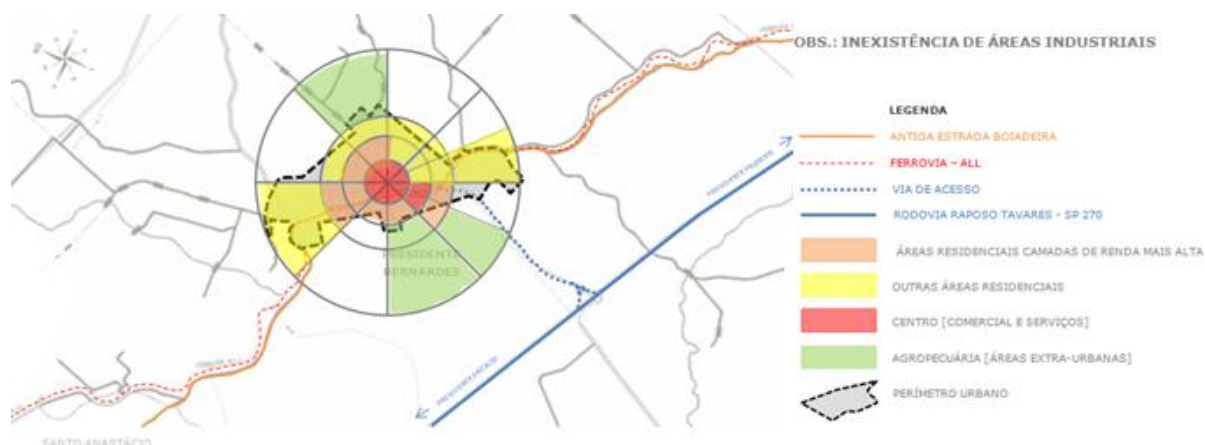 OBS.: INEXISTÊNCIA DE ÁREAS INDUSTRIAIS
LEGENDA
ANTIGA ESTRADA BOIADEIRA
FERROVIA – ALL
VIA DE ACESSO
RODOVIA RAPOSO TAVARES - SP 270
ÁREAS RESIDENCIAIS CAMADAS DE RENDA MAIS ALTA
OUTRAS ÁREAS RESIDENCIAIS
CENTRO [COMERCIAL E SERVIÇOS]
AGROPECUÁRIA [ÁREAS EXTRA-URBANAS]
PERÍMETRO URBANO
PRESIDENTE
BERNARDES
PRESIDENTE PRUDENTE
SANTO ANASTÁCIO